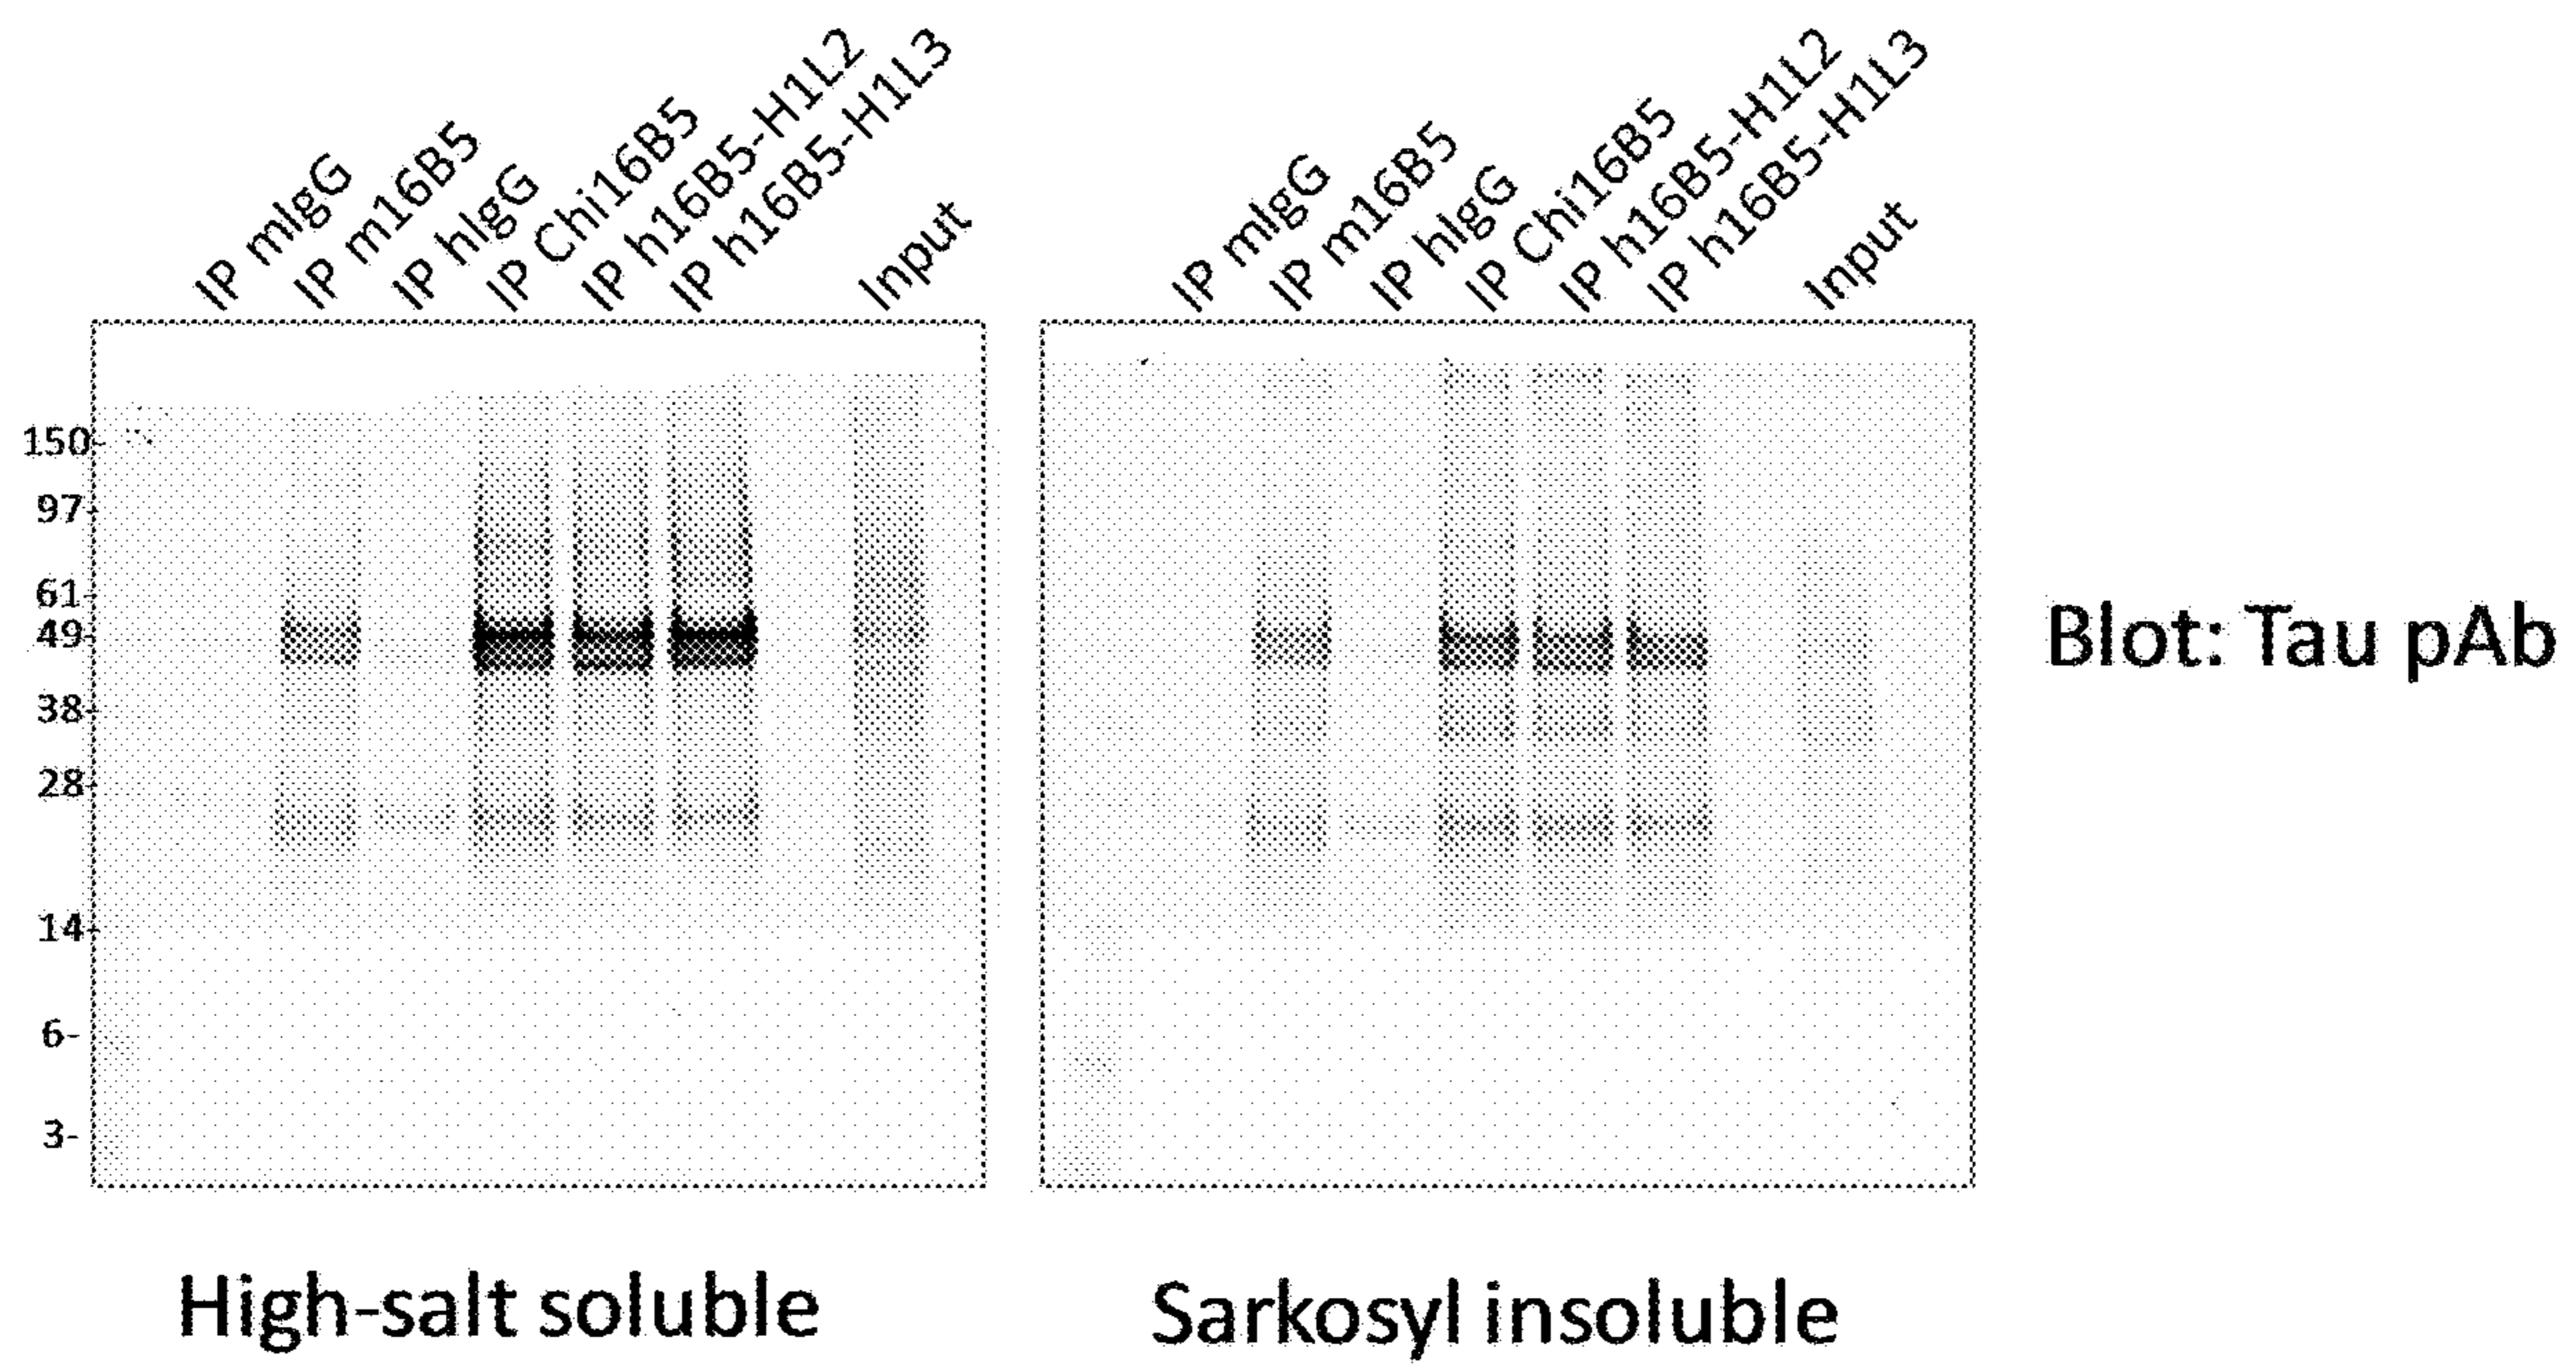 IP mIgG
IP m16B5
IP hIgG
IP Chi16B5
IP h16B5-H1L2
IP h16B5-H1L3
Input
IP mIgG
IP m16B5
IP hIgG
IP Chi16B5
IP h16B5-H1L2
IP h16B5-H1L3
Input
150-
97-
61-
49-
38-
28-
14-
6-
3-
Blot: Tau pAb
High-salt soluble
Sarkosyl insoluble